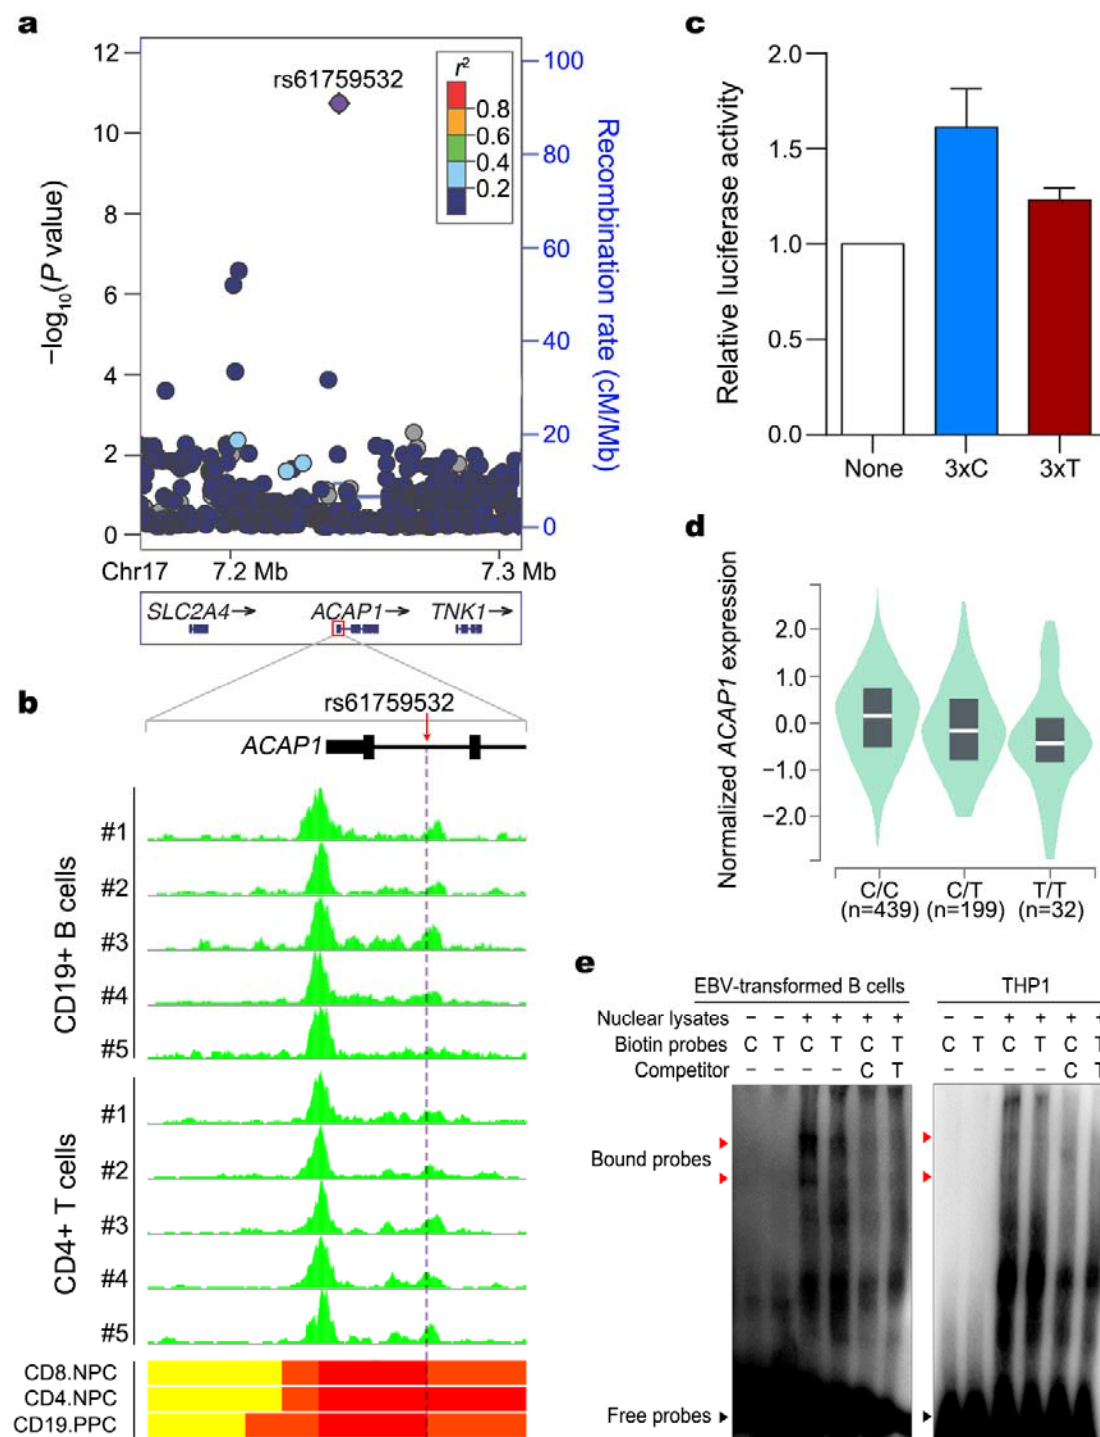 a
12
10
8
6
4
2
0
−log10(P value)
rs61759532
r2
0.8
0.6
0.4
0.2
100
80
60
40
20
0
Recombination rate (cM/Mb)
Chr17 7.2 Mb 7.3 Mb
SLC2A4→ ACAP1→ TNK1→
b
rs61759532
ACAP1
CD19+ B cells
#1
#2
#3
#4
#5
CD4+ T cells
#1
#2
#3
#4
#5
CD8.NPC
CD4.NPC
CD19.PPC
c
Relative luciferase activity
2.0
1.5
1.0
0.5
0.0
None 3xC 3xT
d
Normalized ACAP1 expression
2.0
1.0
0.0
−1.0
−2.0
C/C C/T T/T
(n=439) (n=199) (n=32)
e
EBV-transformed B cells THP1
Nuclear lysates − − + + + + − − + + + +
Biotin probes C T C T C T C T C T C T
Competitor − − − − C T − − − − C T
Bound probes
Free probes